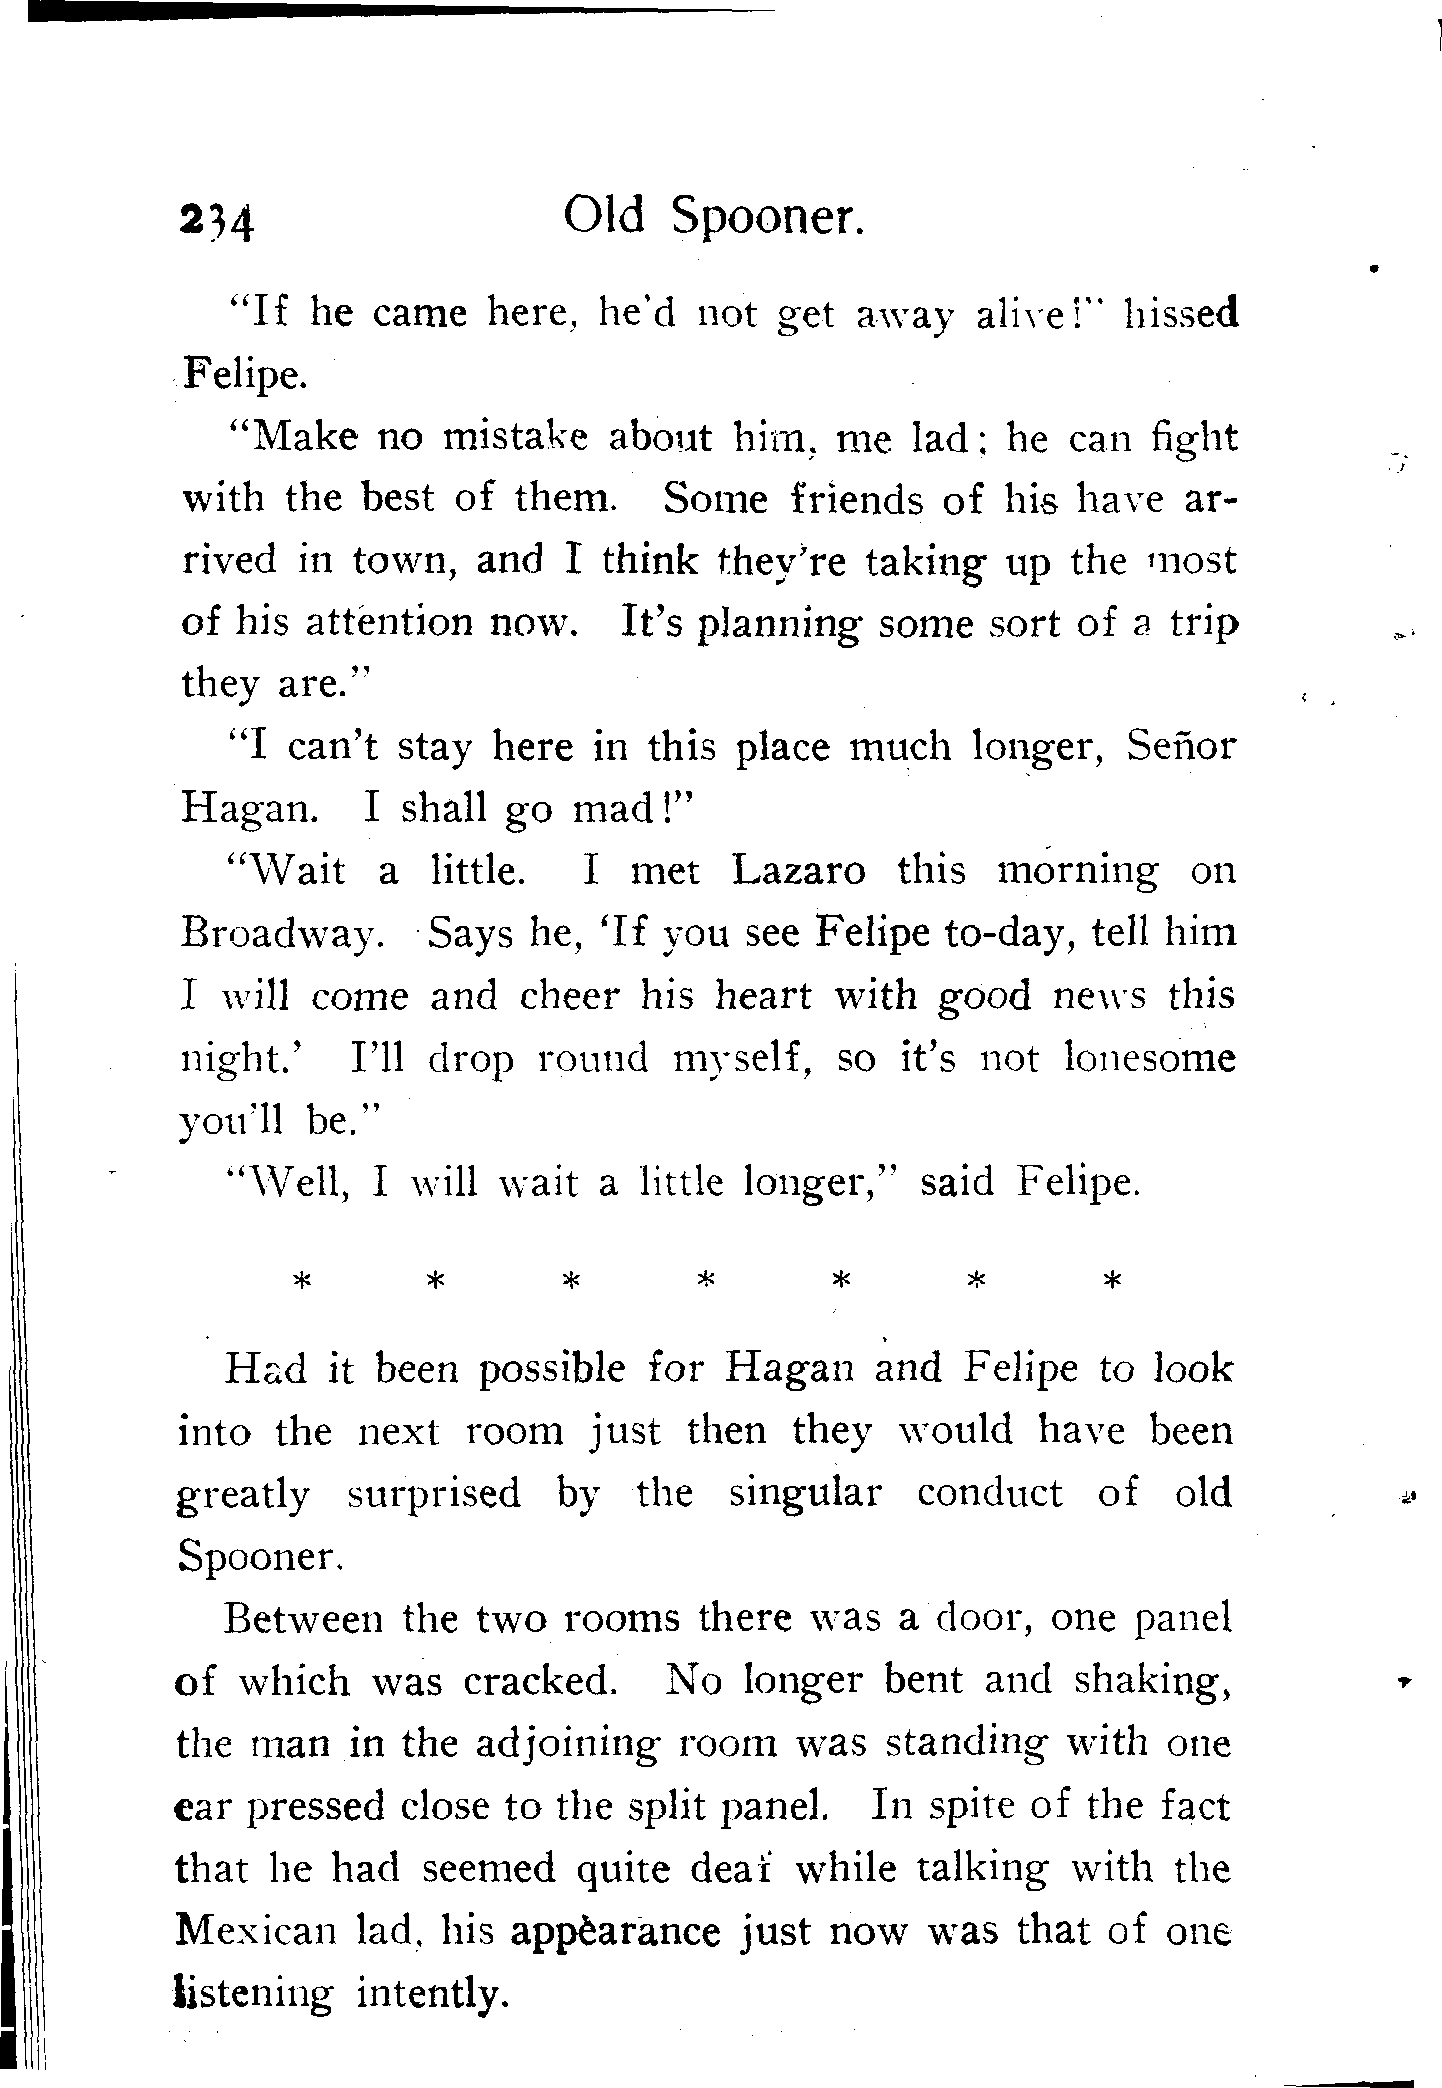 234 Old Spooner.
“If he came here, he'd not get away alive!” hissed
Felipe.
“Make no mistake about him, me lad; he can fight
with the best of them. Some friends of his have ar-
rived in town, and I think they're taking up the most
of his attention now. It's planning some sort of a trip
they are.”
“I can't stay here in this place much longer, Señor
Hagan. I shall go mad!”
“Wait a little. I met Lazaro this morning on
Broadway. Says he, ‘If you see Felipe to-day, tell him
I will come and cheer his heart with good news this
night.’ I'll drop round myself, so it's not lonesome
you'll be.”
“Well, I will wait a little longer,” said Felipe.
* * * * * * *
Had it been possible for Hagan and Felipe to look
into the next room just then they would have been
greatly surprised by the singular conduct of old
Spooner.
Between the two rooms there was a door, one panel
of which was cracked. No longer bent and shaking,
the man in the adjoining room was standing with one
ear pressed close to the split panel. In spite of the fact
that he had seemed quite deaf while talking with the
Mexican lad, his appearance just now was that of one
listening intently.